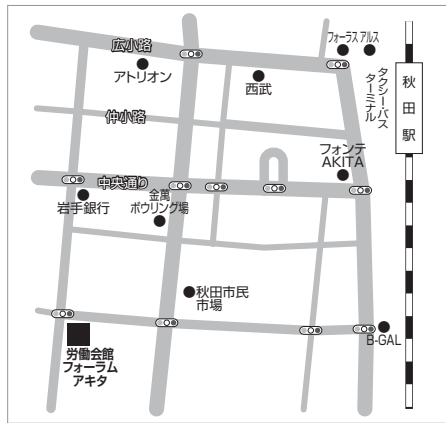 広小路
フォーラス アルス
アトリオン
西武
タクシー・バス
ターミナル
秋田駅
仲小路
フォンテ
AKITA
中央通り
岩手銀行
金萬
ボウリング場
秋田市民
市場
B-GAL
労働会館
フォーラム
アキタ